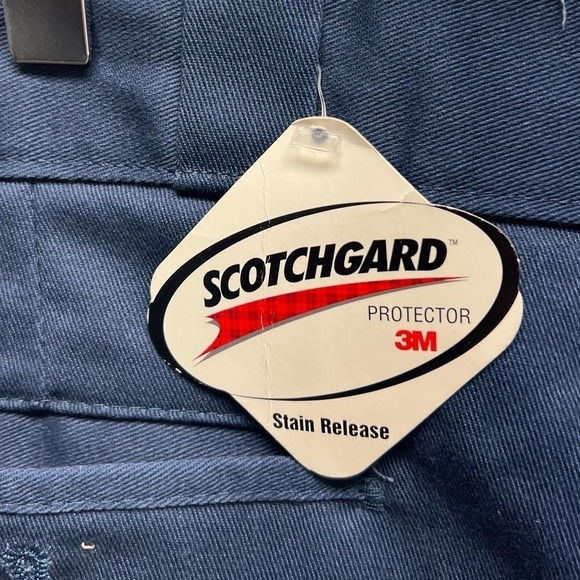 SCOTCHGARD™
PROTECTOR
3M
Stain Release